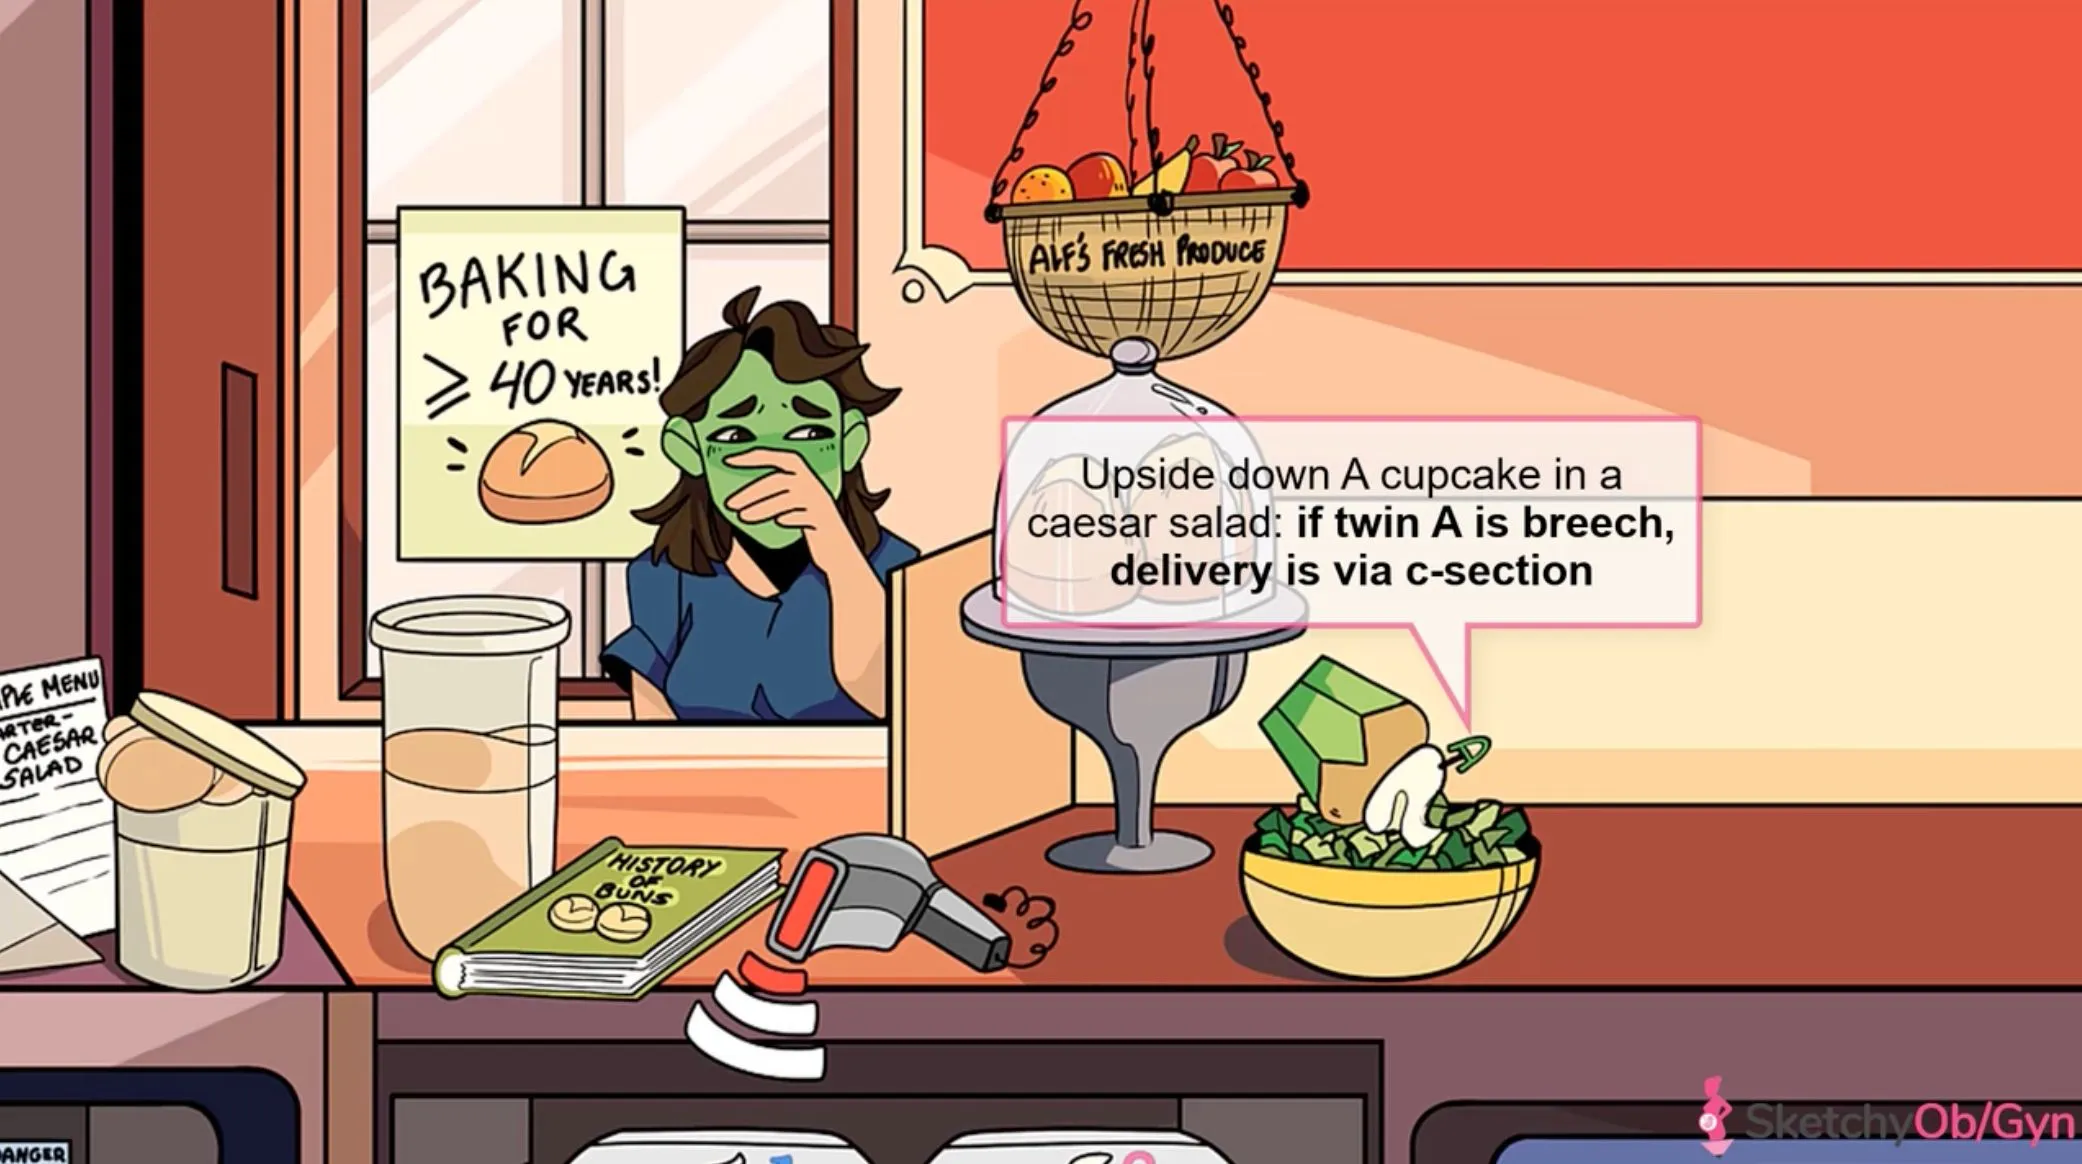 BAKING
FOR
≥ 40 YEARS!
ALF'S FRESH PRODUCE
Upside down A cupcake in a
caesar salad: if twin A is breech,
delivery is via c-section
A
MENU
CAESAR
SALAD
HISTORY
OF
BUNS
SketchyOb/Gyn